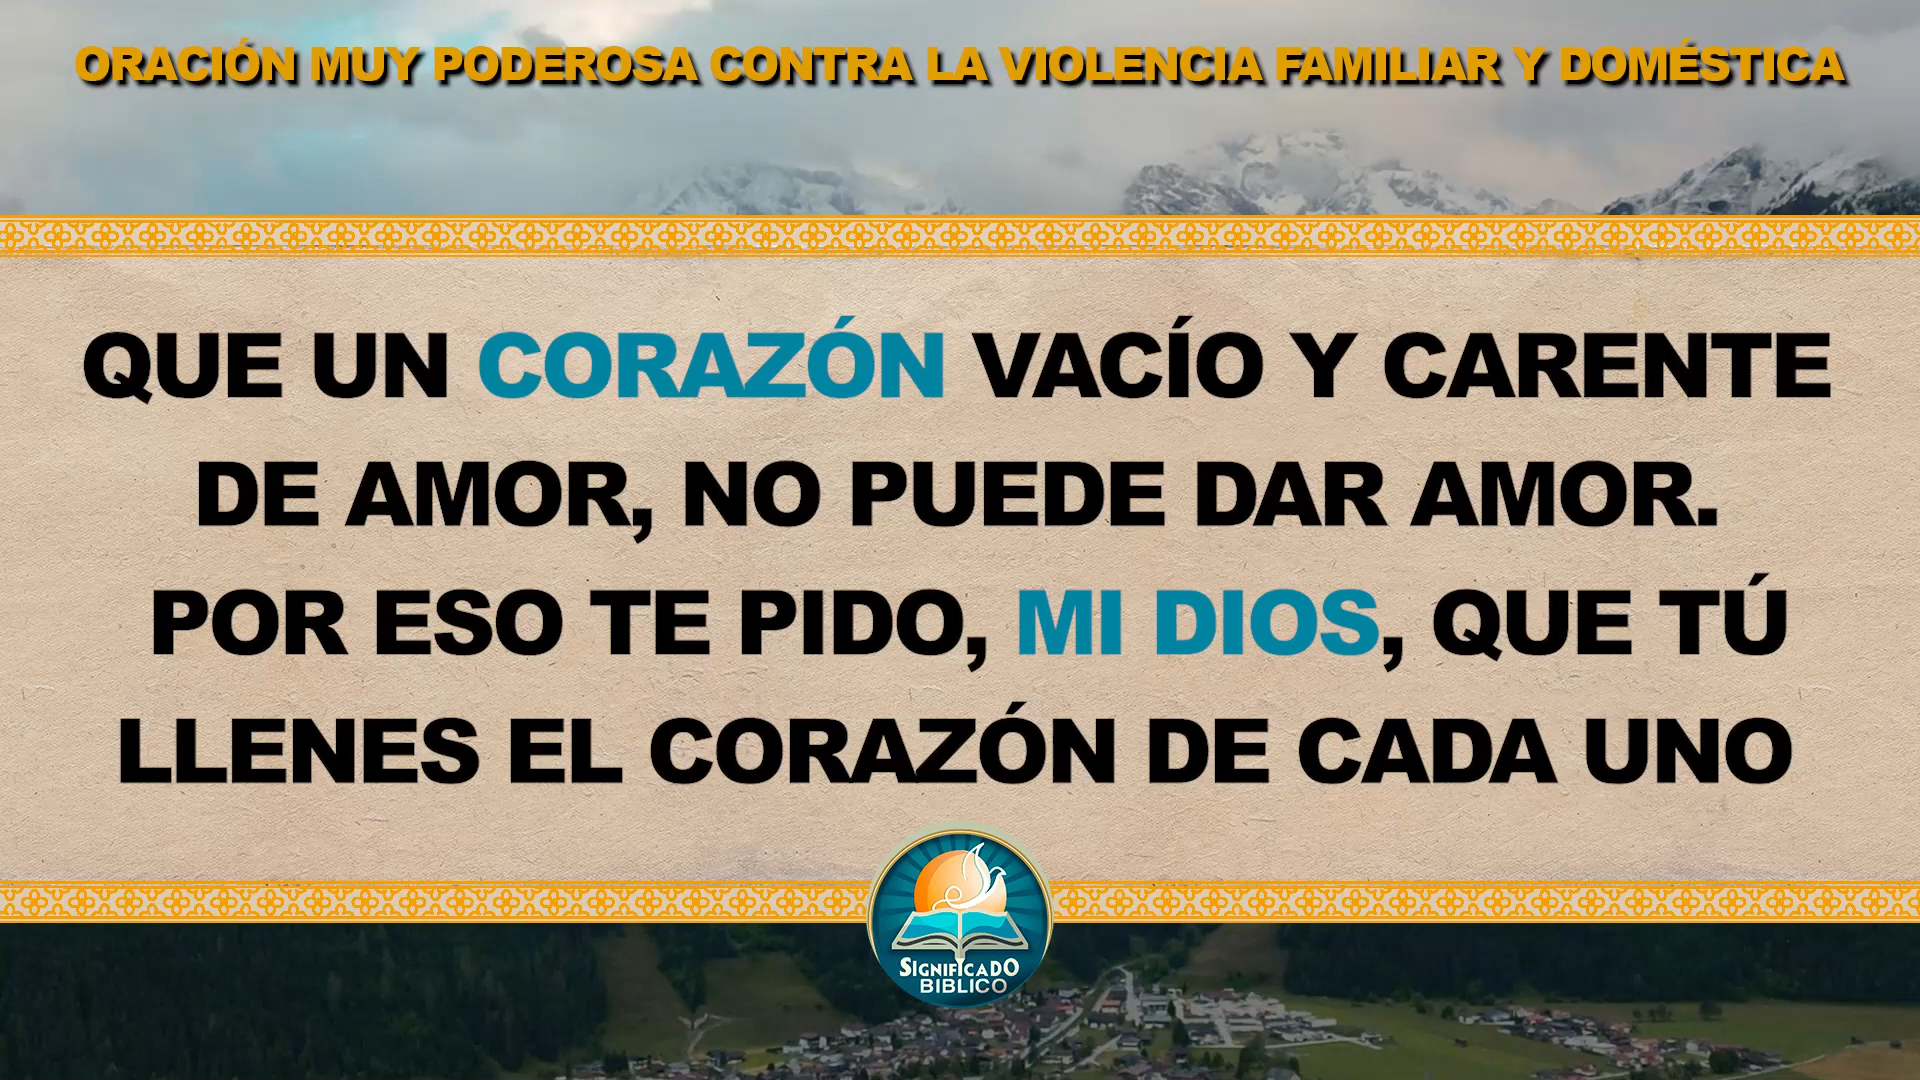 ORACIÓN MUY PODEROSA CONTRA LA VIOLENCIA FAMILIAR Y DOMÉSTICA
QUE UN CORAZÓN VACÍO Y CARENTE
DE AMOR, NO PUEDE DAR AMOR.
POR ESO TE PIDO, MI DIOS, QUE TÚ
LLENES EL CORAZÓN DE CADA UNO
SIGNIFICADO
BIBLICO